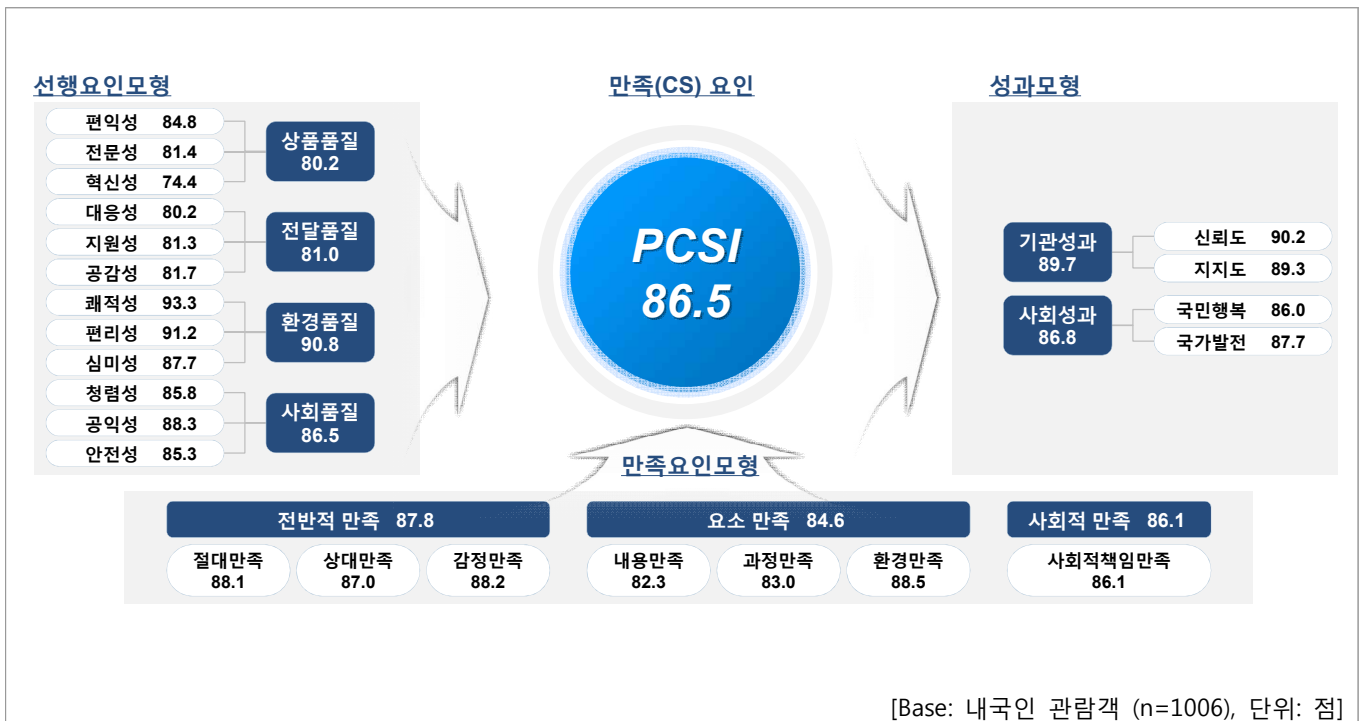 선행요인모형
편익성 84.8
전문성 81.4
혁신성 74.4
상품품질
80.2
대응성 80.2
지원성 81.3
공감성 81.7
전달품질
81.0
쾌적성 93.3
편리성 91.2
심미성 87.7
환경품질
90.8
청렴성 85.8
공익성 88.3
안전성 85.3
사회품질
86.5
만족(CS) 요인
PCSI
86.5
성과모형
기관성과
89.7
신뢰도 90.2
지지도 89.3
사회성과
86.8
국민행복 86.0
국가발전 87.7
만족요인모형
전반적 만족 87.8
절대만족
88.1
상대만족
87.0
감정만족
88.2
요소 만족 84.6
내용만족
82.3
과정만족
83.0
환경만족
88.5
사회적 만족 86.1
사회적책임만족
86.1
[Base: 내국인 관람객 (n=1006), 단위: 점]